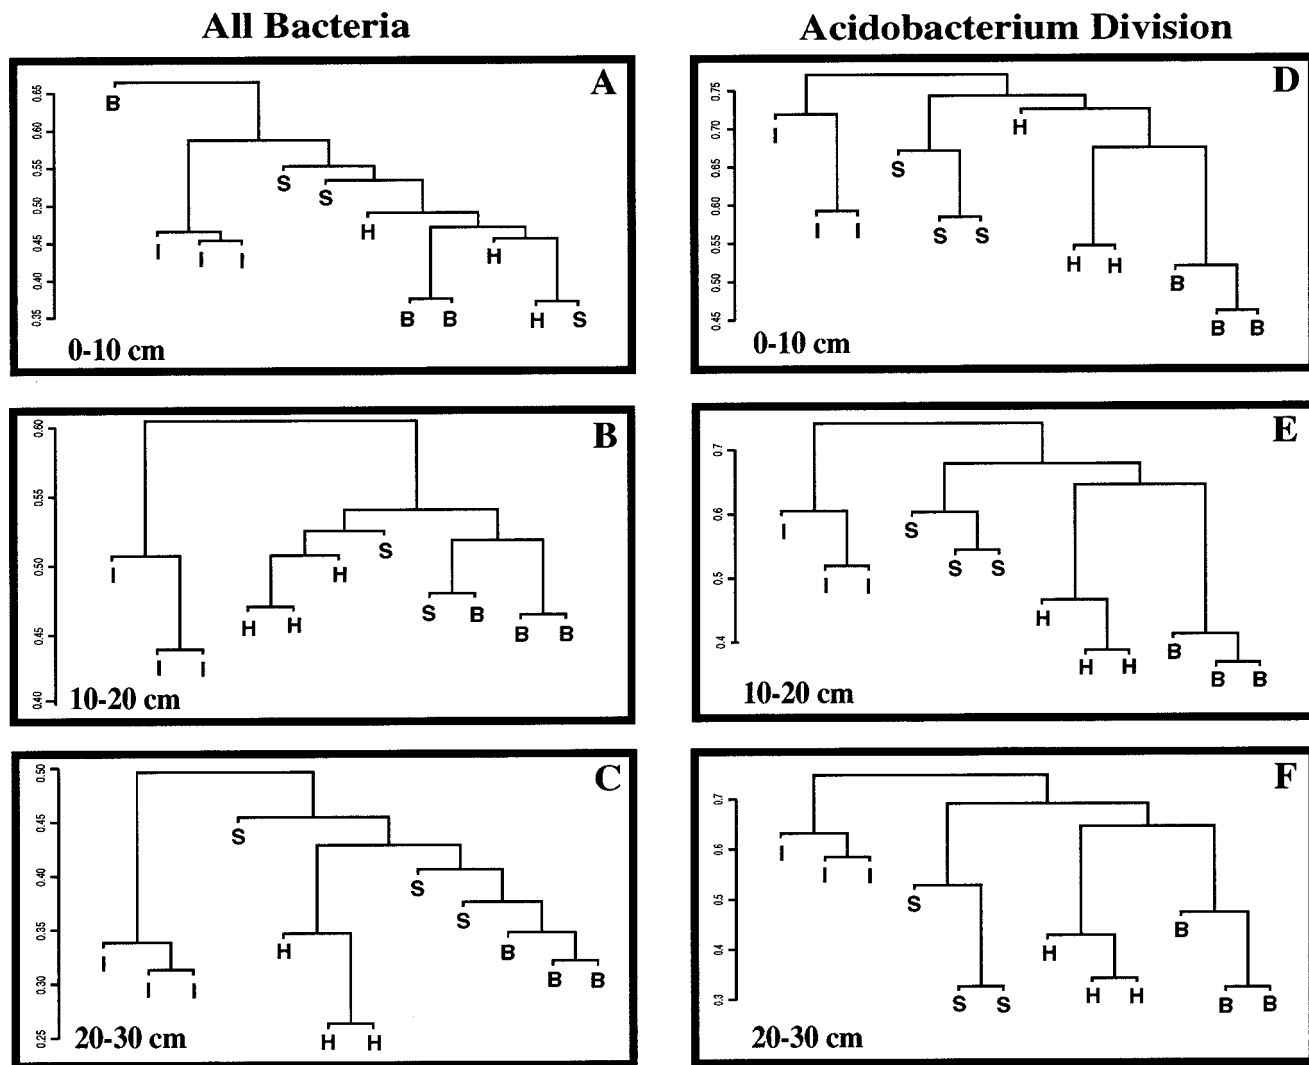 All Bacteria
Acidobacterium Division
A
0.65
0.60
0.55
0.50
0.45
0.40
0.35
B
S
S
H
H
I
I
I
B
B
H
S
0-10 cm
D
0.75
0.70
0.65
0.60
0.55
0.50
0.45
I
H
S
I
I
S
S
H
H
B
B
B
0-10 cm
B
0.60
0.55
0.50
0.45
0.40
S
I
H
H
H
S
B
B
B
I
I
10-20 cm
E
0.7
0.6
0.5
0.4
I
S
S
S
I
I
H
B
H
H
B
B
10-20 cm
C
0.50
0.45
0.40
0.35
0.30
0.25
S
S
S
H
B
I
I
I
B
B
H
H
20-30 cm
F
0.7
0.6
0.5
0.4
0.3
I
I
I
S
B
H
H
H
S
S
B
B
20-30 cm